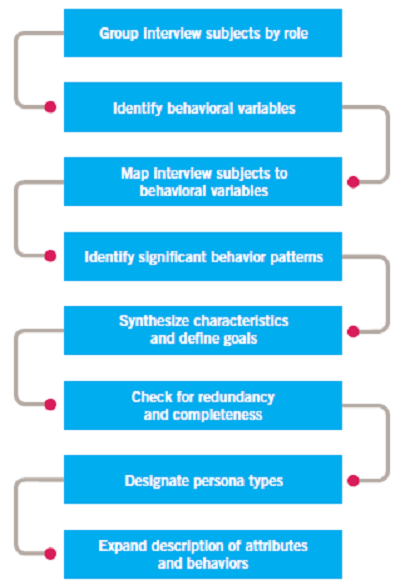 Group Interview subjects by role
Identify behavioral variables
Map Interview subjects to
behavioral variables
Identify significant behavior patterns
Synthesize characteristics
and define goals
Check for redundancy
and completeness
Designate persona types
Expand description of attributes
and behaviors